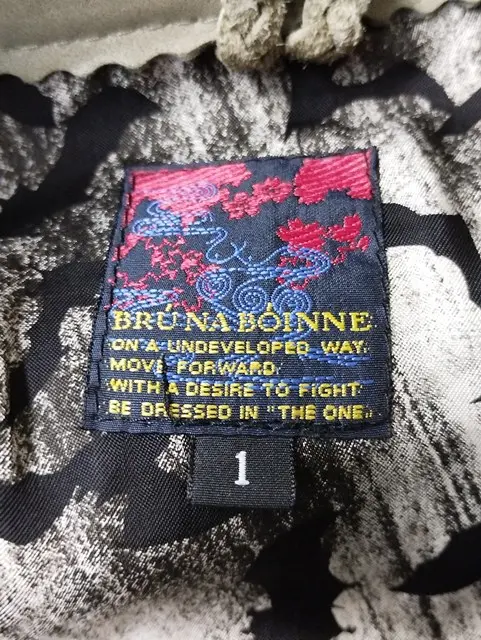 BRÚ NA BÓINNE
ON A UNDEVELOPED WAY.
MOVE FORWARD.
WITH A DESIRE TO FIGHT
BE DRESSED IN "THE ONE"
1